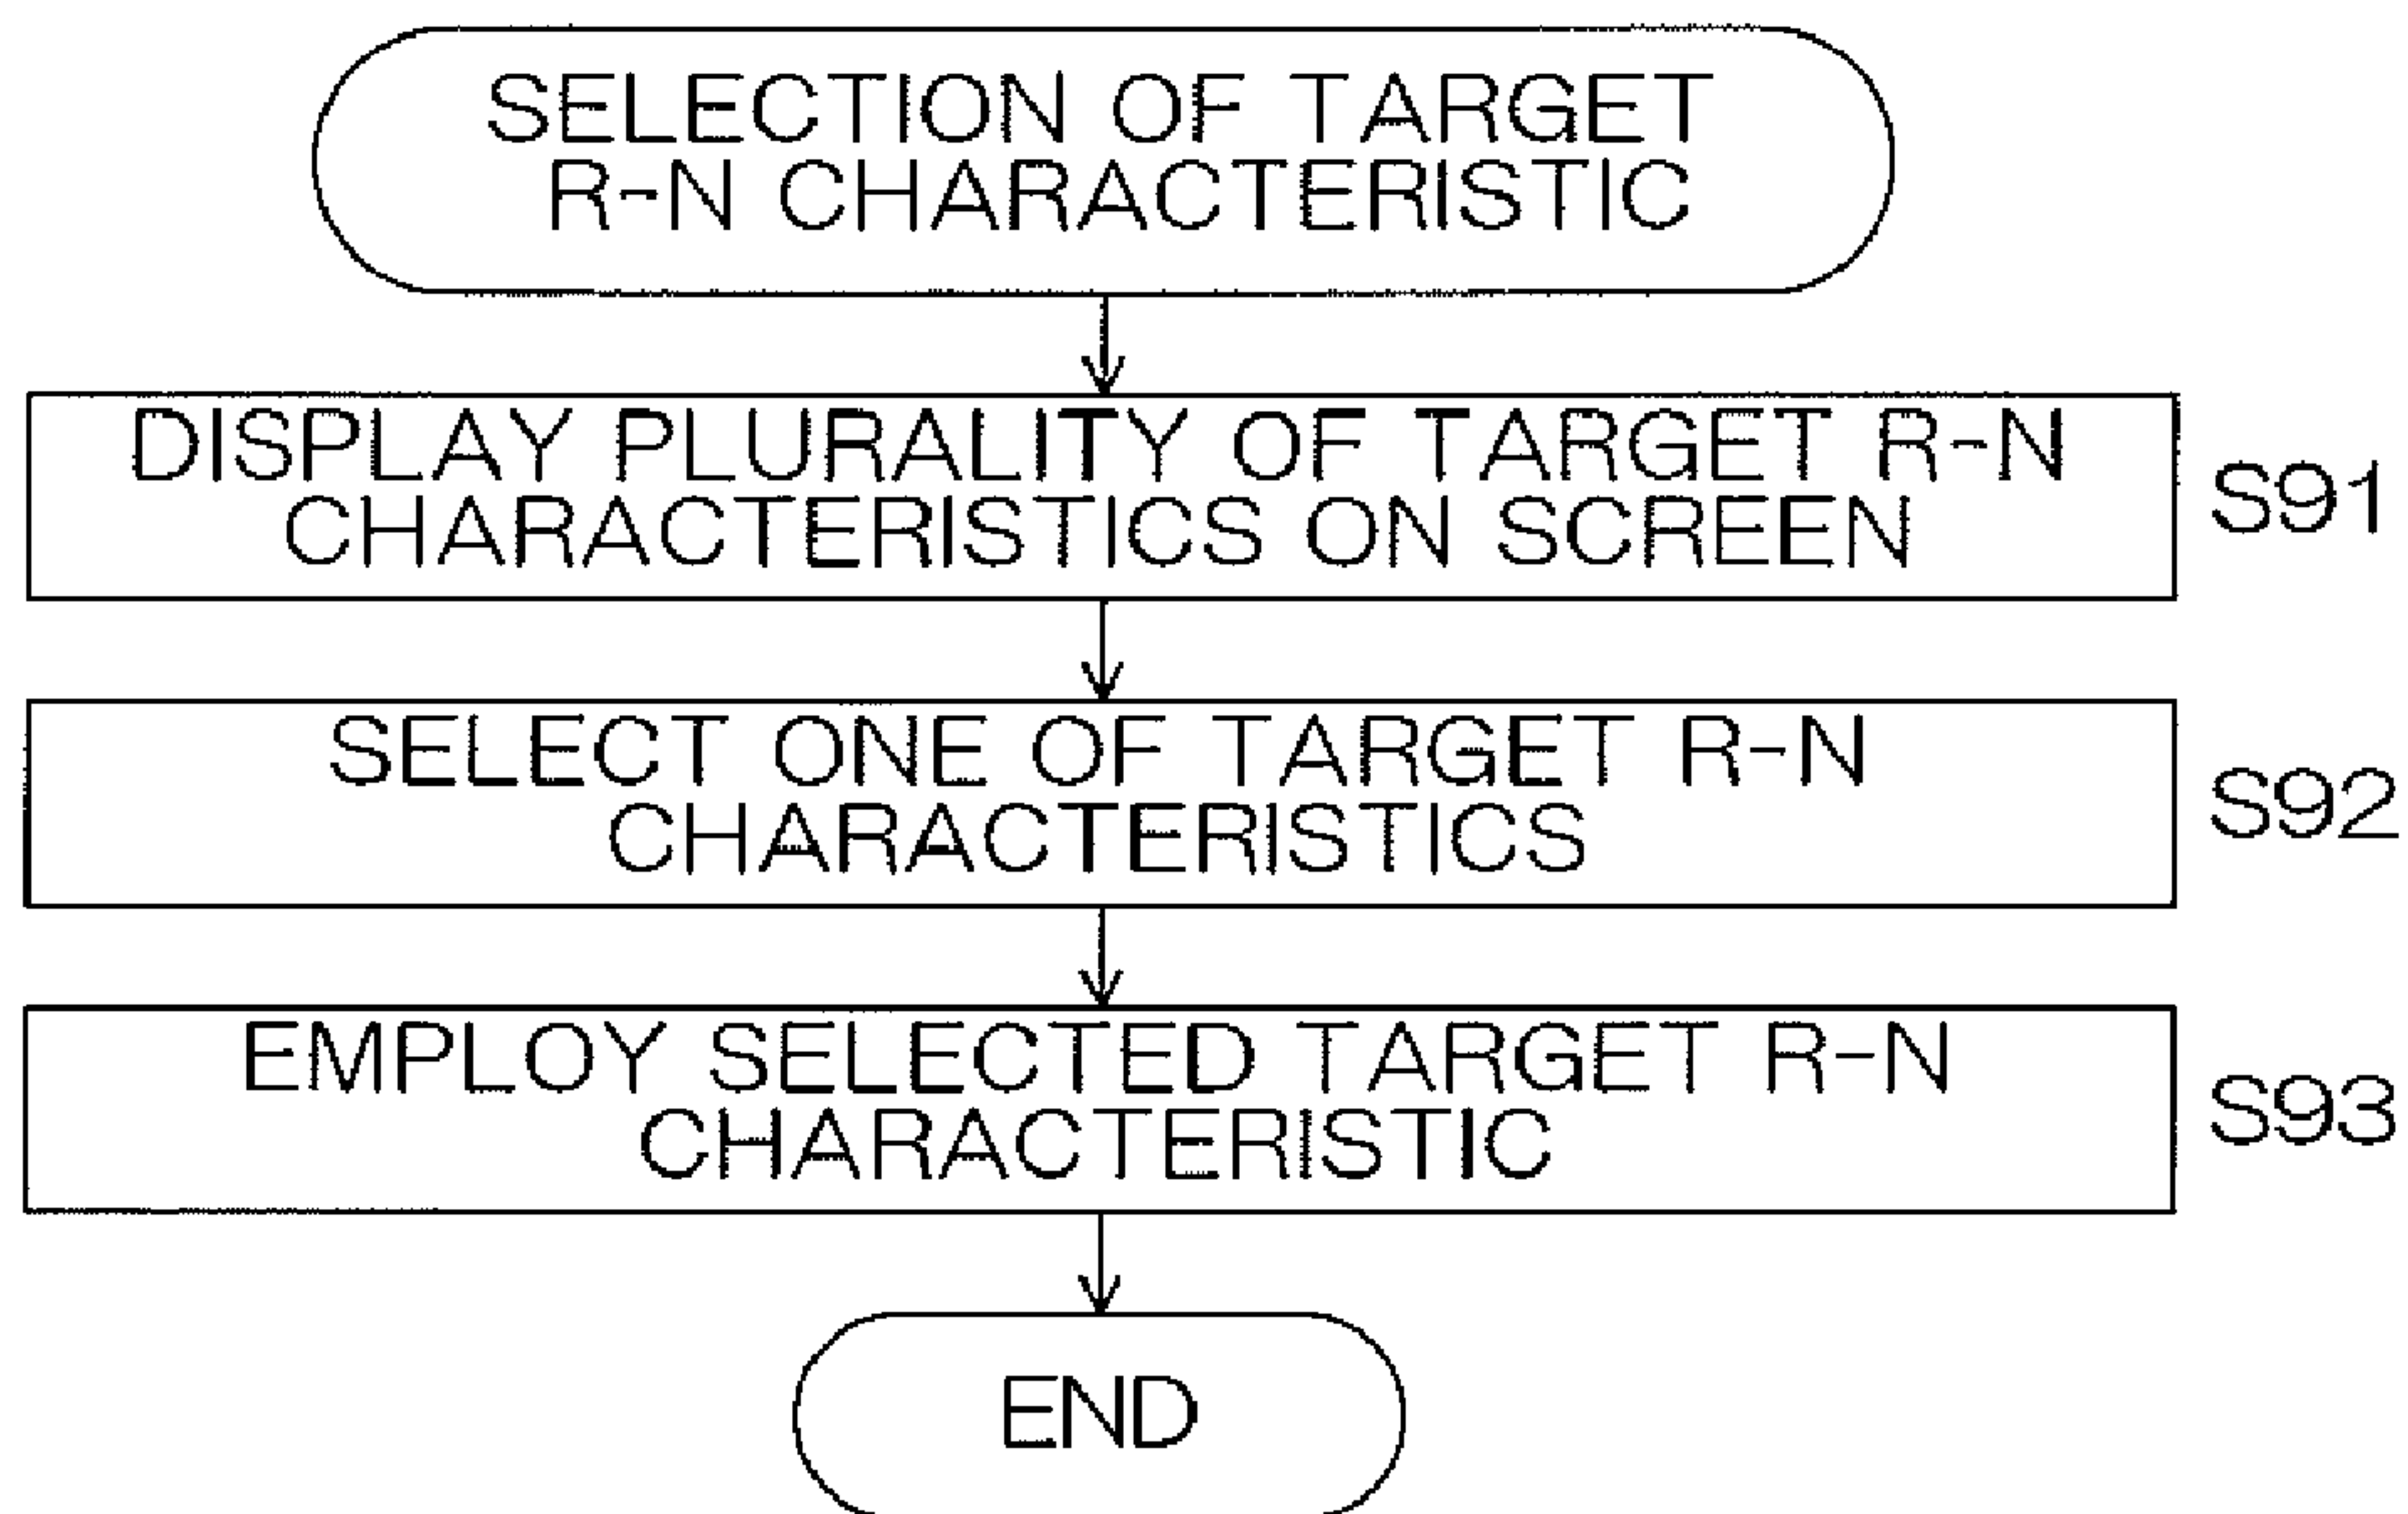 SELECTION OF TARGET
R-N CHARACTERISTIC
DISPLAY PLURALITY OF TARGET R-N
CHARACTERISTICS ON SCREEN
S91
SELECT ONE OF TARGET R-N
CHARACTERISTICS
S92
EMPLOY SELECTED TARGET R-N
CHARACTERISTIC
S93
END